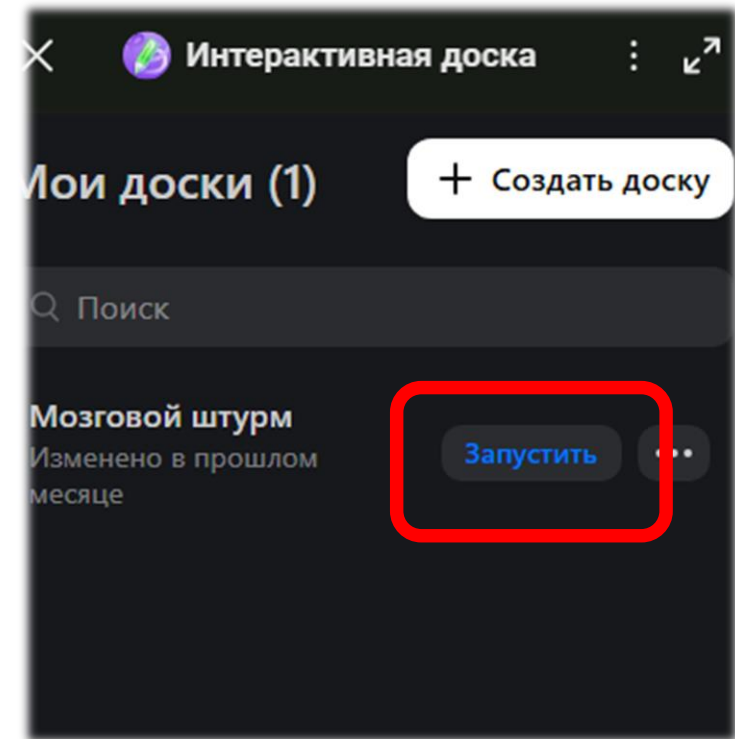 Интерактивная доска
Мои доски (1)
+ Создать доску
Поиск
Мозговой штурм
Изменено в прошлом
месяце
Запустить